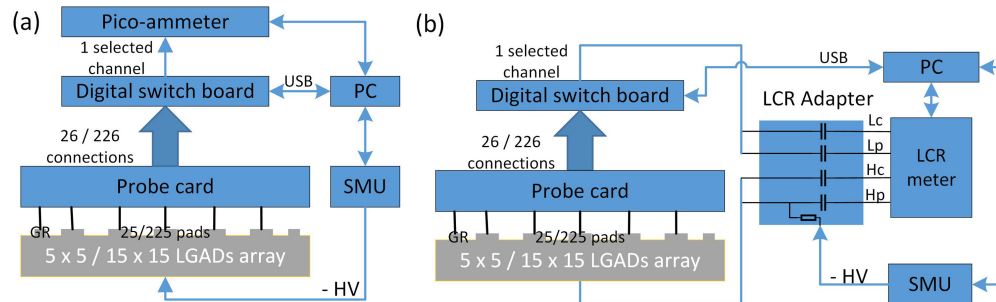 (a)
Pico-ammeter
1 selected
channel
USB
Digital switch board
PC
26 / 226
connections
Probe card
SMU
GR
25/225 pads
5 x 5 / 15 x 15 LGADs array
- HV
(b)
1 selected
channel
USB
PC
Digital switch board
LCR Adapter
26 / 226
connections
Lc
Lp
Hc
Hp
LCR
meter
Probe card
GR
25/225 pads
5 x 5 / 15 x 15 LGADs array
- HV
SMU